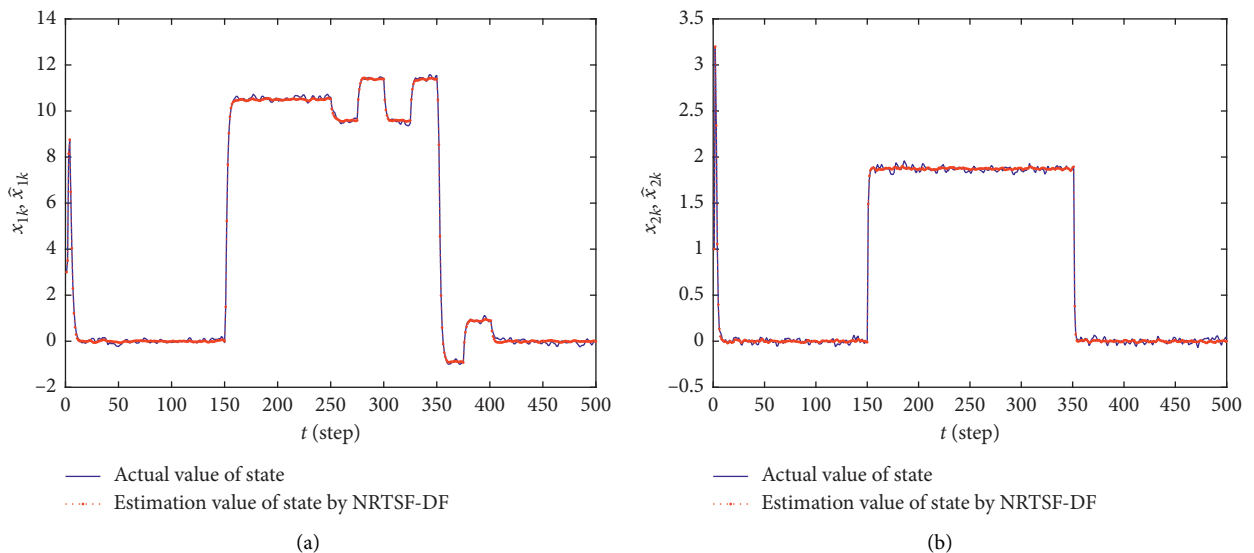 14
12
10
8
6
4
2
0
−2
x1k, x̂1k
0 50 100 150 200 250 300 350 400 450 500
t (step)
Actual value of state
Estimation value of state by NRTSF-DF
(a)
3.5
3
2.5
2
1.5
1
0.5
0
−0.5
x2k, x̂2k
0 50 100 150 200 250 300 350 400 450 500
t (step)
Actual value of state
Estimation value of state by NRTSF-DF
(b)